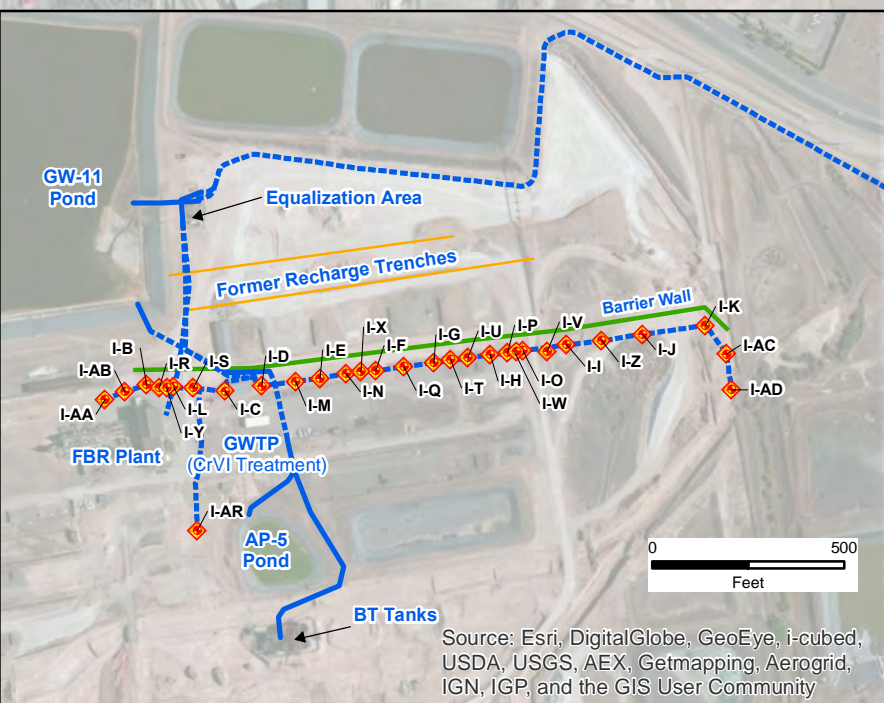 GW-11
Pond
Equalization Area
Former Recharge Trenches
Barrier Wall
I-K
I-V
I-P
I-U
I-G
I-X
I-F
I-E
I-D
I-B
I-R
I-S
I-AB
I-J
I-AC
I-Z
I-I
I-O
I-W
I-H
I-T
I-Q
I-N
I-M
I-C
I-L
I-Y
I-AA
I-AD
FBR Plant
GWTP
(CrVI Treatment)
I-AR
AP-5
Pond
BT Tanks
0 500
Feet
Source: Esri, DigitalGlobe, GeoEye, i-cubed,
USDA, USGS, AEX, Getmapping, Aerogrid,
IGN, IGP, and the GIS User Community